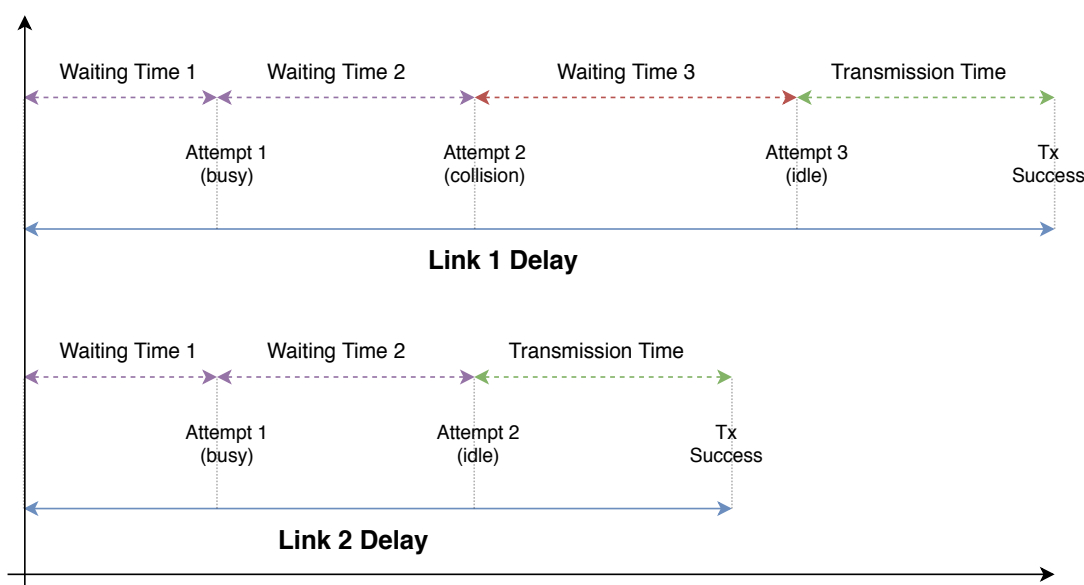 Waiting Time 1
Waiting Time 2
Waiting Time 3
Transmission Time
Attempt 1
(busy)
Attempt 2
(collision)
Attempt 3
(idle)
Tx
Success
Link 1 Delay
Waiting Time 1
Waiting Time 2
Transmission Time
Attempt 1
(busy)
Attempt 2
(idle)
Tx
Success
Link 2 Delay